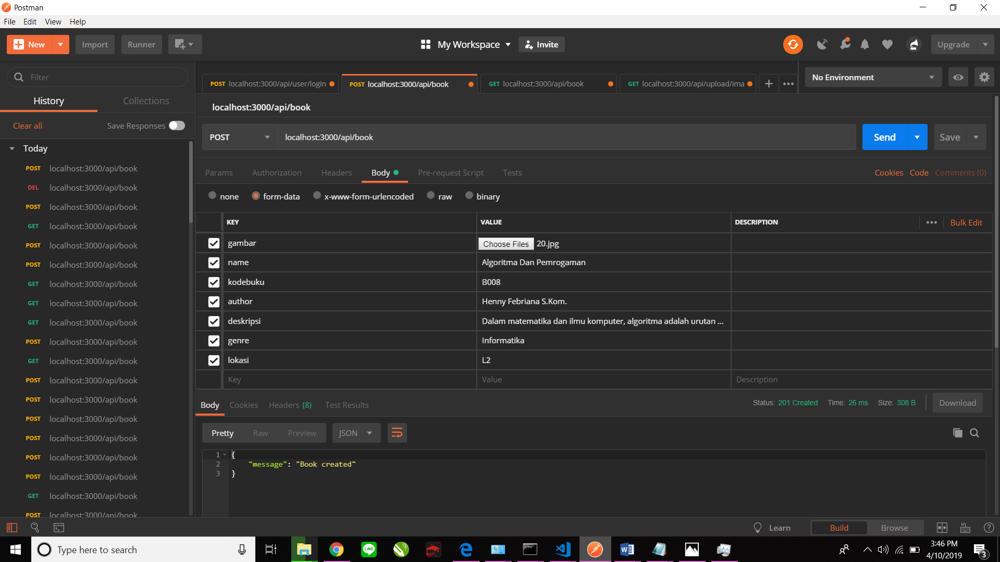 Postman
File Edit View Help
New Import Runner My Workspace Invite Upgrade
Filter
History Collections
Clear all Save Responses
Today
POST localhost:3000/api/book
DEL localhost:3000/api/book
POST localhost:3000/api/book
GET localhost:3000/api/book
POST localhost:3000/api/book
POST localhost:3000/api/book
GET localhost:3000/api/book
GET localhost:3000/api/book
GET localhost:3000/api/book
POST localhost:3000/api/book
GET localhost:3000/api/book
POST localhost:3000/api/book
POST localhost:3000/api/book
POST localhost:3000/api/book
POST localhost:3000/api/book
POST localhost:3000/api/book
POST localhost:3000/api/book
GET localhost:3000/api/book
POST localhost:3000/api/book
POST localhost:3000/api/user/login POST localhost:3000/api/book GET localhost:3000/api/book GET localhost:3000/api/upload/ima + ••• No Environment
localhost:3000/api/book
POST localhost:3000/api/book Send Save
Params Authorization Headers Body Pre-request Script Tests Cookies Code Comments (0)
none form-data x-www-form-urlencoded raw binary
KEY VALUE DESCRIPTION ••• Bulk Edit
gambar Choose Files 20.jpg
name Algoritma Dan Pemrogaman
kodebuku B008
author Henny Febriana S.Kom.
deskripsi Dalam matematika dan ilmu komputer, algoritma adalah urutan ...
genre Informatika
lokasi L2
Key Value Description
Body Cookies Headers (8) Test Results Status: 201 Created Time: 26 ms Size: 308 B Download
Pretty Raw Preview JSON
1 {
2 "message": "Book created"
3 }
Learn Build Browse
Type here to search LINE 3:46 PM
4/10/2019 3